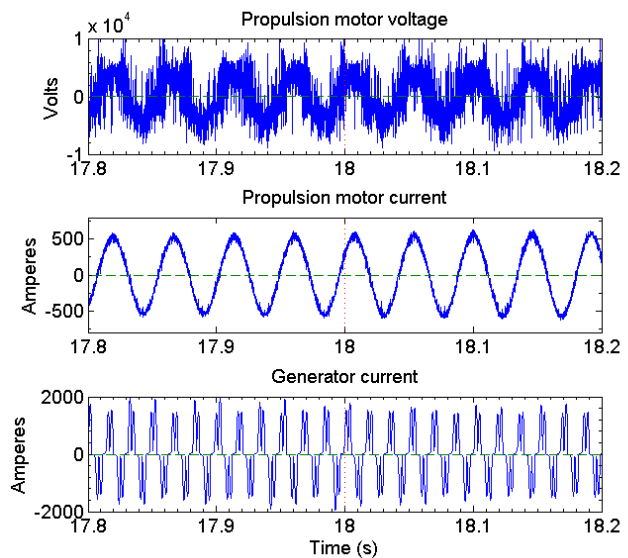 Propulsion motor voltage
x 10⁴
1
0
-1
Volts
17.8 17.9 18 18.1 18.2
Propulsion motor current
500
0
-500
Amperes
17.8 17.9 18 18.1 18.2
Generator current
2000
0
-2000
Amperes
17.8 17.9 18 18.1 18.2
Time (s)